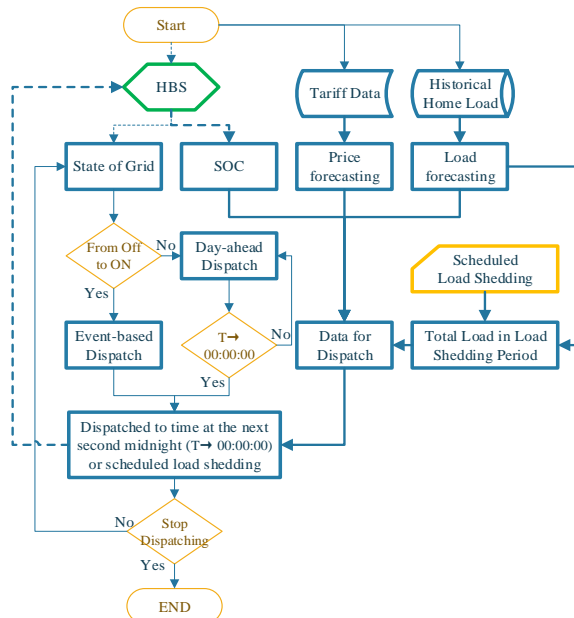 Start
HBS
Tariff Data
Historical
Home Load
State of Grid
SOC
Price
forecasting
Load
forecasting
From Off
to ON
No
Day-ahead
Dispatch
Scheduled
Load Shedding
Yes
Event-based
Dispatch
T→
00:00:00
No
Data for
Dispatch
Total Load in Load
Shedding Period
Yes
Dispatched to time at the next
second midnight (T→ 00:00:00)
or scheduled load shedding
No
Stop
Dispatching
Yes
END